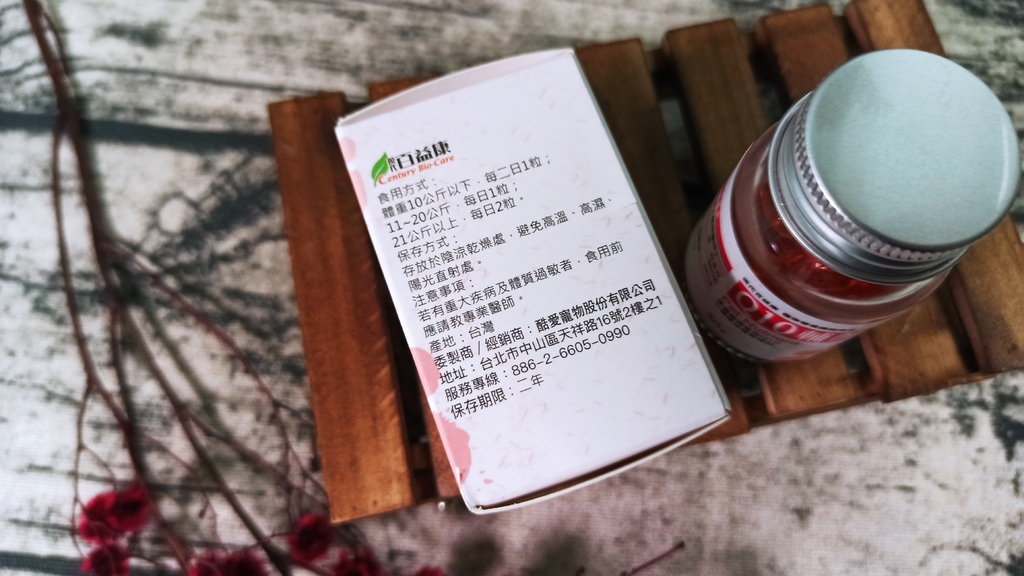 百益康
Century Bio-Care
食用方式：
體重10公斤以下，每二日1粒；
11~20公斤，每日1粒；
21公斤以上，每日2粒。
保存方式：
存放於陰涼乾燥處，避免高溫、高濕、
陽光直射處。
注意事項：
若有重大疾病及體質過敏者，食用前
應請教專業醫師。
產地：台灣
委製商/經銷商：酷愛寵物股份有限公司
地址：台北市中山區天祥路16號2樓之1
服務專線：886-2-6605-0990
保存期限：二年
Q10